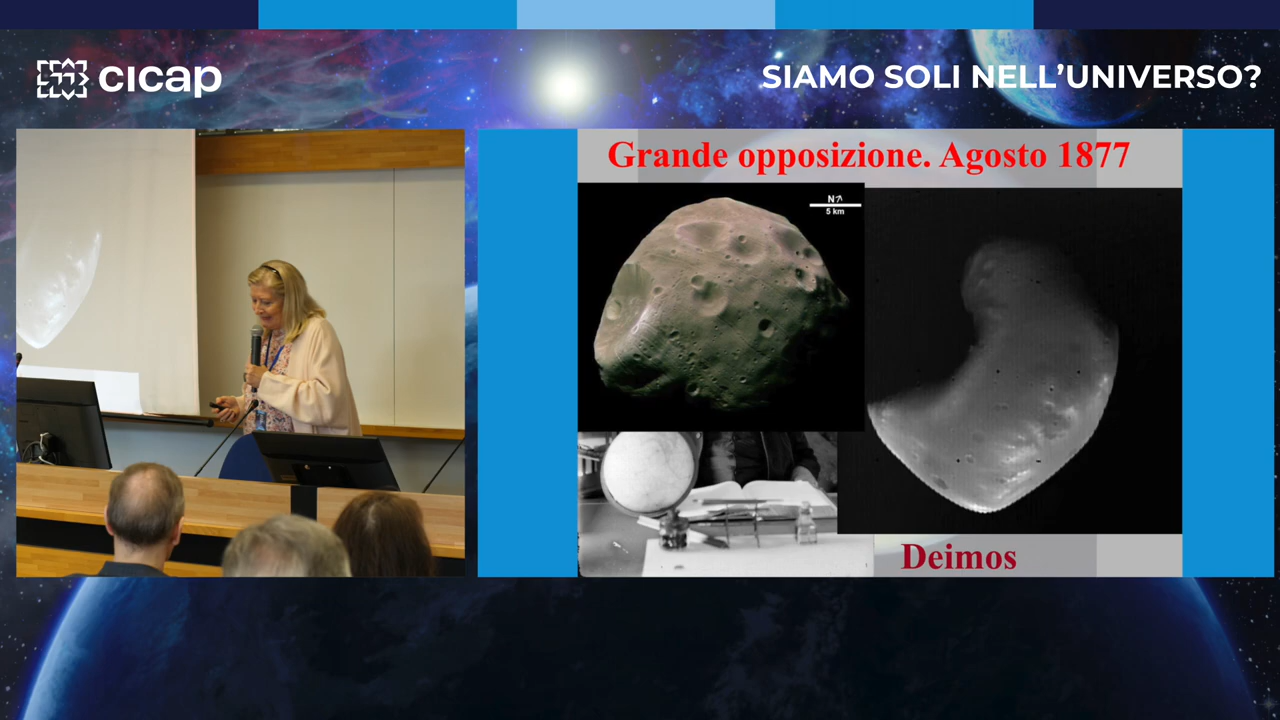 cicap
SIAMO SOLI NELL'UNIVERSO?
Grande opposizione. Agosto 1877
N
5 km
Deimos